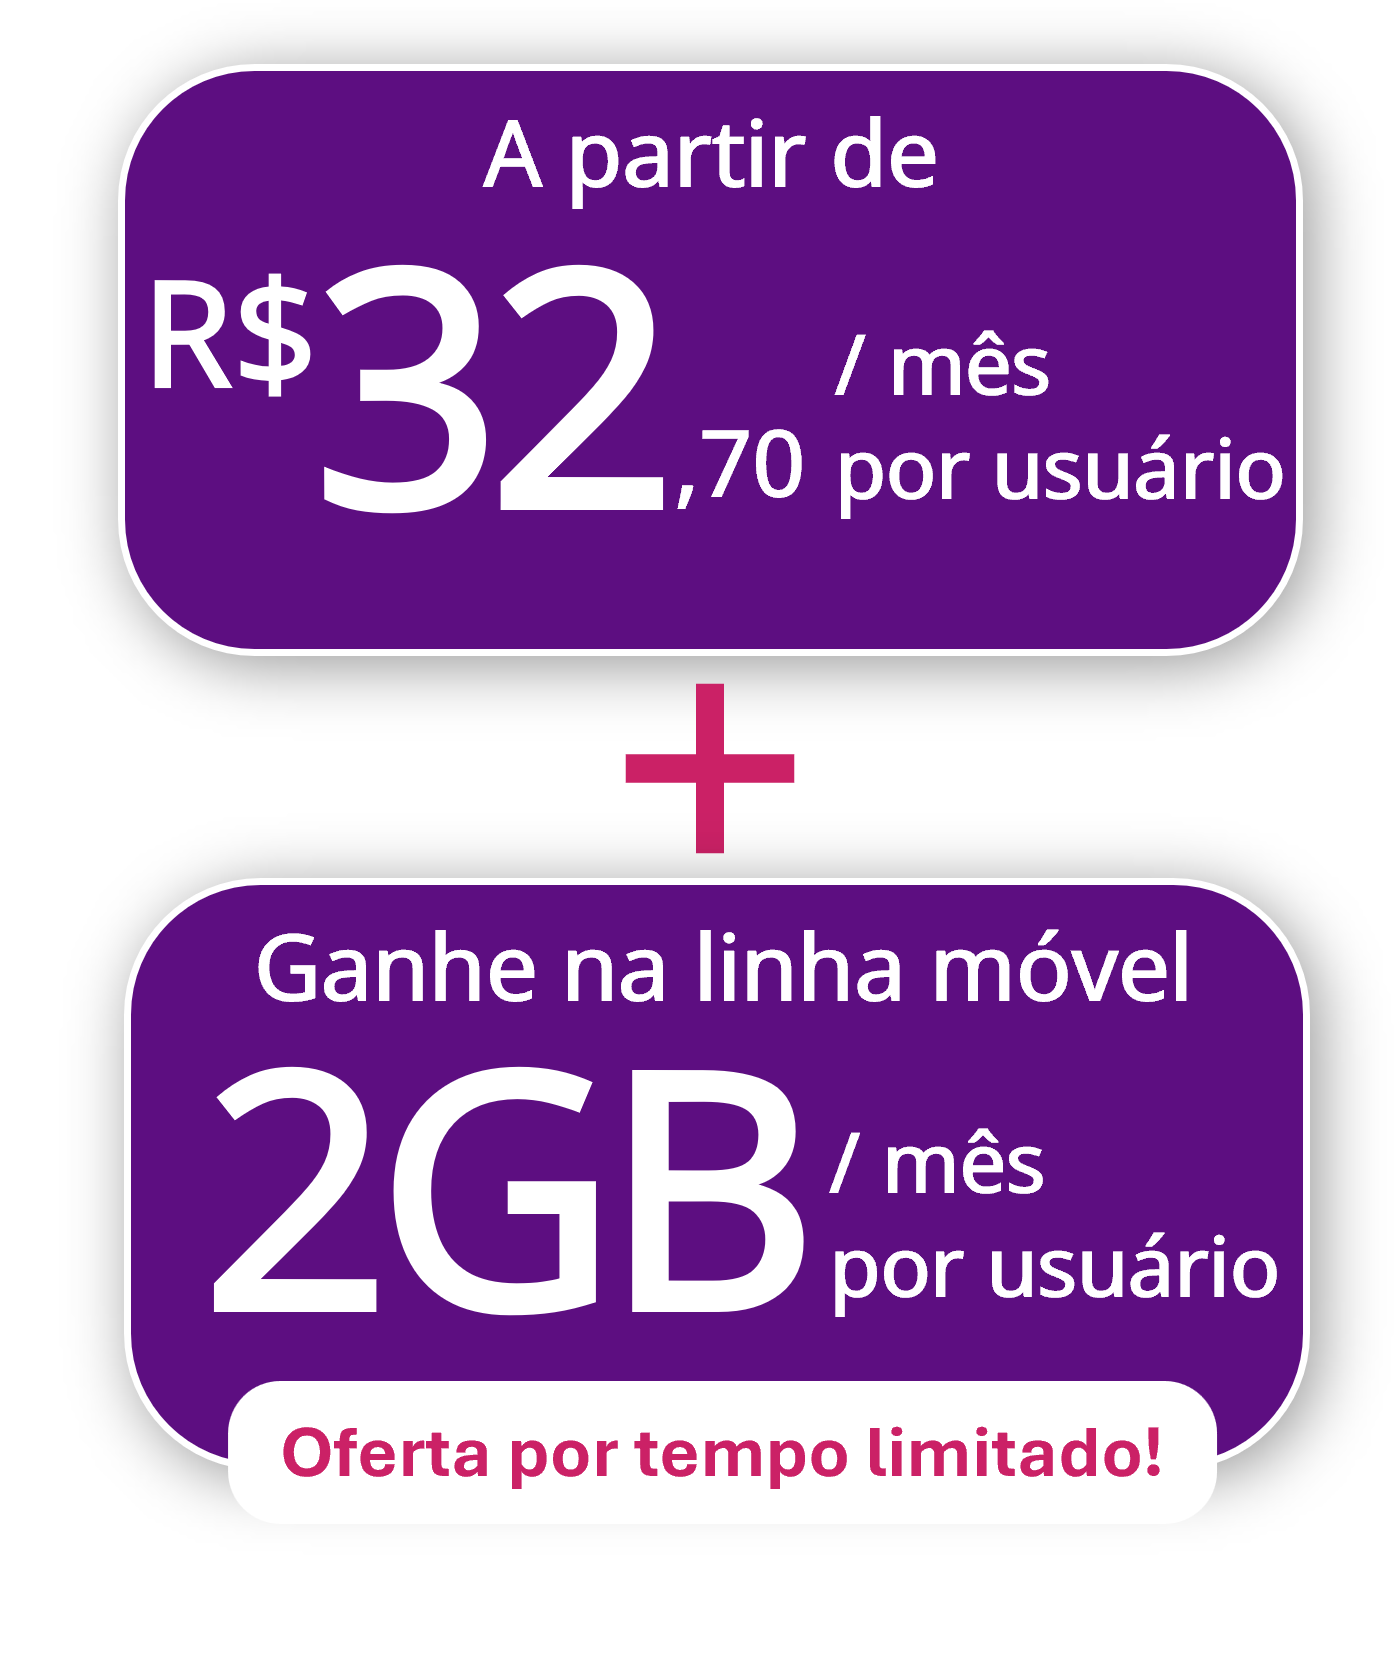 A partir de
R$32,70 / mês
por usuário
+
Ganhe na linha móvel
2GB / mês
por usuário
Oferta por tempo limitado!